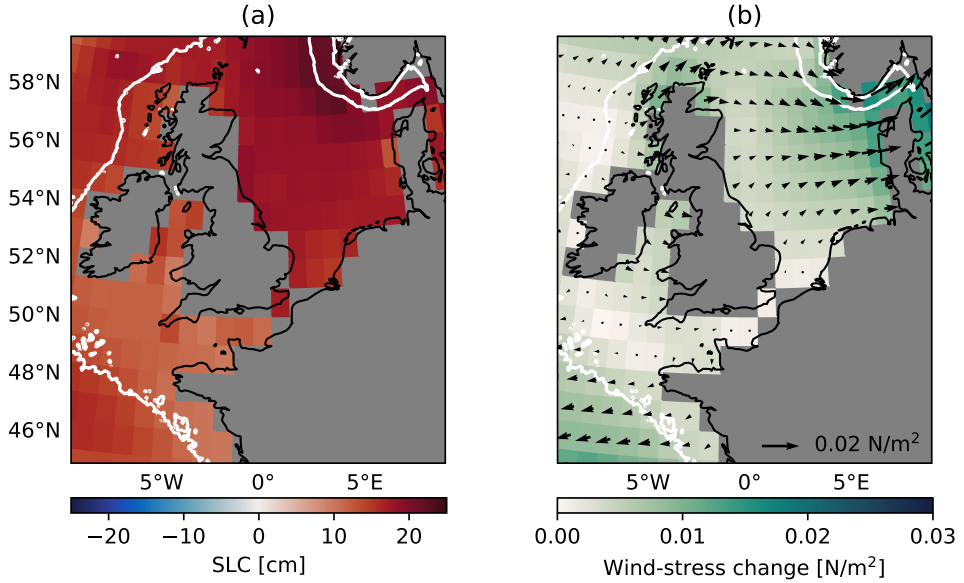 (a)
(b)
58°N
56°N
54°N
52°N
50°N
48°N
46°N
0.02 N/m²
5°W 0° 5°E
5°W 0° 5°E
−20 −10 0 10 20
0.00 0.01 0.02 0.03
SLC [cm]
Wind-stress change [N/m²]